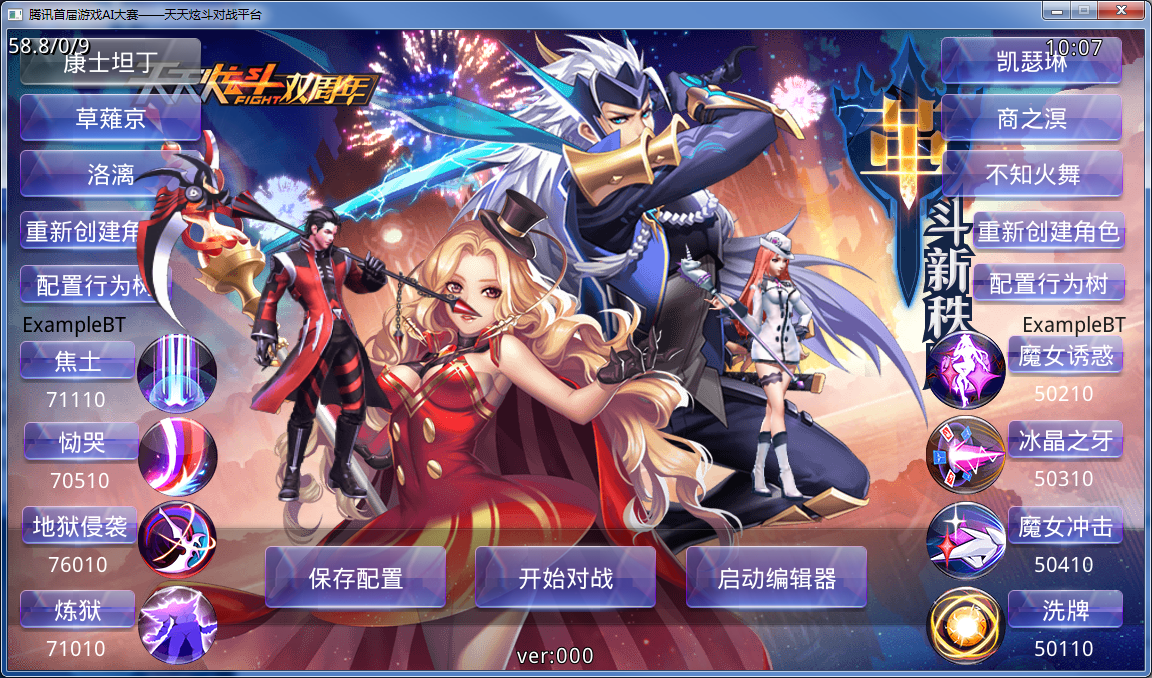 腾讯首届游戏AI大赛——天天炫斗对战平台
58.8/0/9
10:07
康士坦丁
天天炫斗双周年
FIGHT
草薙京
洛漓
重新创建角
配置行为树
ExampleBT
焦土
71110
恸哭
70510
地狱侵袭
76010
炼狱
71010
凯瑟琳
商之溟
不知火舞
斗新秩
重新创建角色
配置行为树
ExampleBT
魔女诱惑
50210
冰晶之牙
50310
魔女冲击
50410
洗牌
50110
保存配置
开始对战
启动编辑器
ver:000